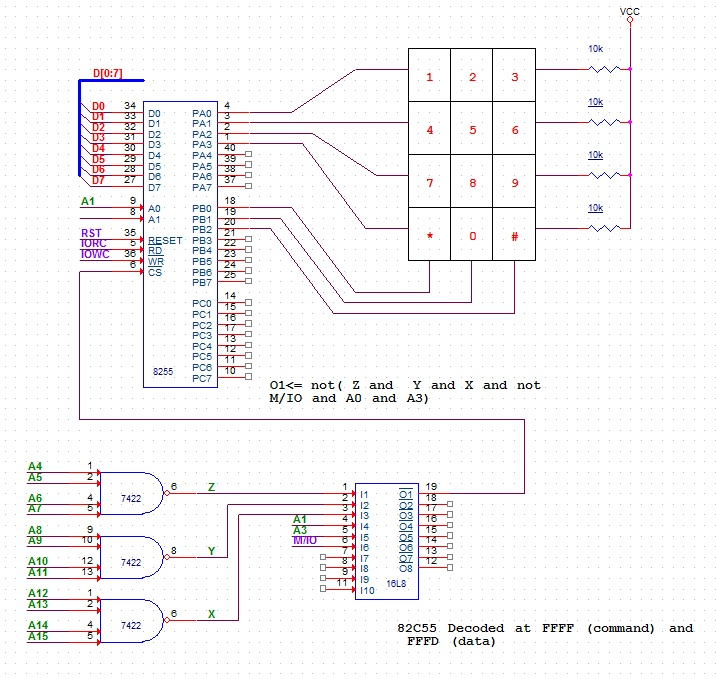 VCC
10k
10k
10k
10k
D[0:7]
1 2 3
4 5 6
7 8 9
* 0 #
D0 34 D0 PA0 4
D1 33 D1 PA1 3
D2 32 D2 PA2 2
D3 31 D3 PA3 1
D4 30 D4 PA4 40
D5 29 D5 PA5 39
D6 28 D6 PA6 38
D7 27 D7 PA7 37
A1 9 A0 PB0 18
8 A1 PB1 19
PB2 20
RST 35 RESET PB3 21
IORC 5 RD PB4 22
IOWC 36 WR PB5 23
6 CS PB6 24
PB7 25
PC0 14
PC1 15
PC2 16
PC3 17
PC4 13
PC5 12
PC6 11
PC7 10
8255
O1<= not( Z and Y and X and not
M/IO and A0 and A3)
A4 1
A5 2
A6 4
A7 5
7422 6 Z
A8 9
A9 10
A10 12
A11 13
7422 8 Y
A12 1
A13 2
A14 4
A15 5
7422 6 X
1 I1 O1 19
2 I2 O2 18
3 I3 O3 17
A1 4 I4 O4 16
A3 5 I5 O5 15
M/IO 6 I6 O6 14
7 I7 O7 13
8 I8 O8 12
9 I9
11 I10
16L8
82C55 Decoded at FFFF (command) and
FFFD (data)